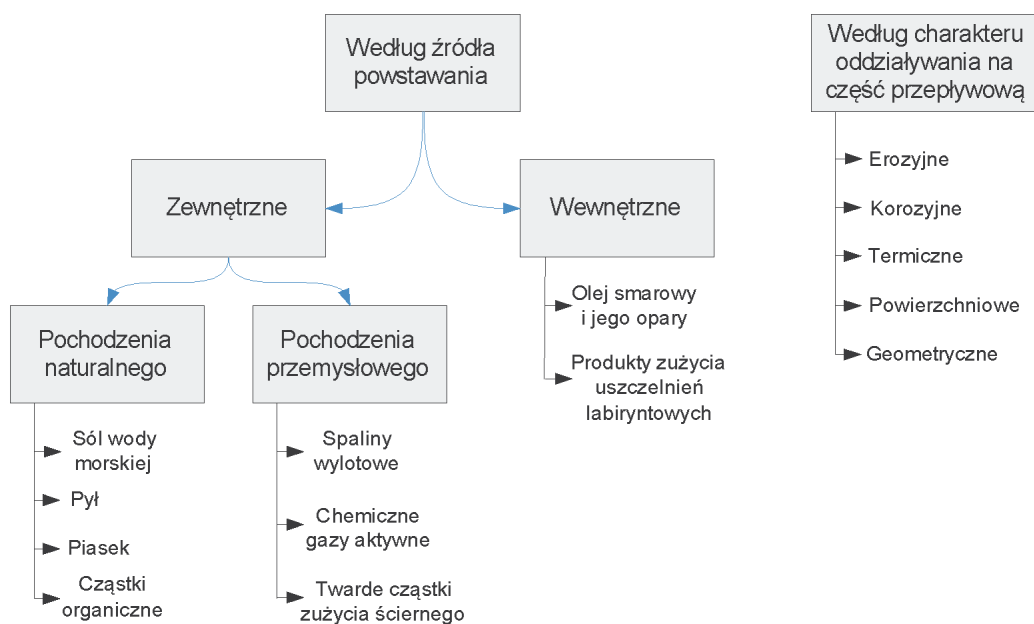 Według źródła
powstawania
Zewnętrzne
Wewnętrzne
Pochodzenia
naturalnego
Sól wody
morskiej
Pył
Piasek
Cząstki
organiczne
Pochodzenia
przemysłowego
Spaliny
wylotowe
Chemiczne
gazy aktywne
Twarde cząstki
zużycia ściernego
Olej smarowy
i jego opary
Produkty zużycia
uszczelnień
labiryntowych
Według charakteru
oddziaływania na
część przepływową
Erozyjne
Korozyjne
Termiczne
Powierzchniowe
Geometryczne